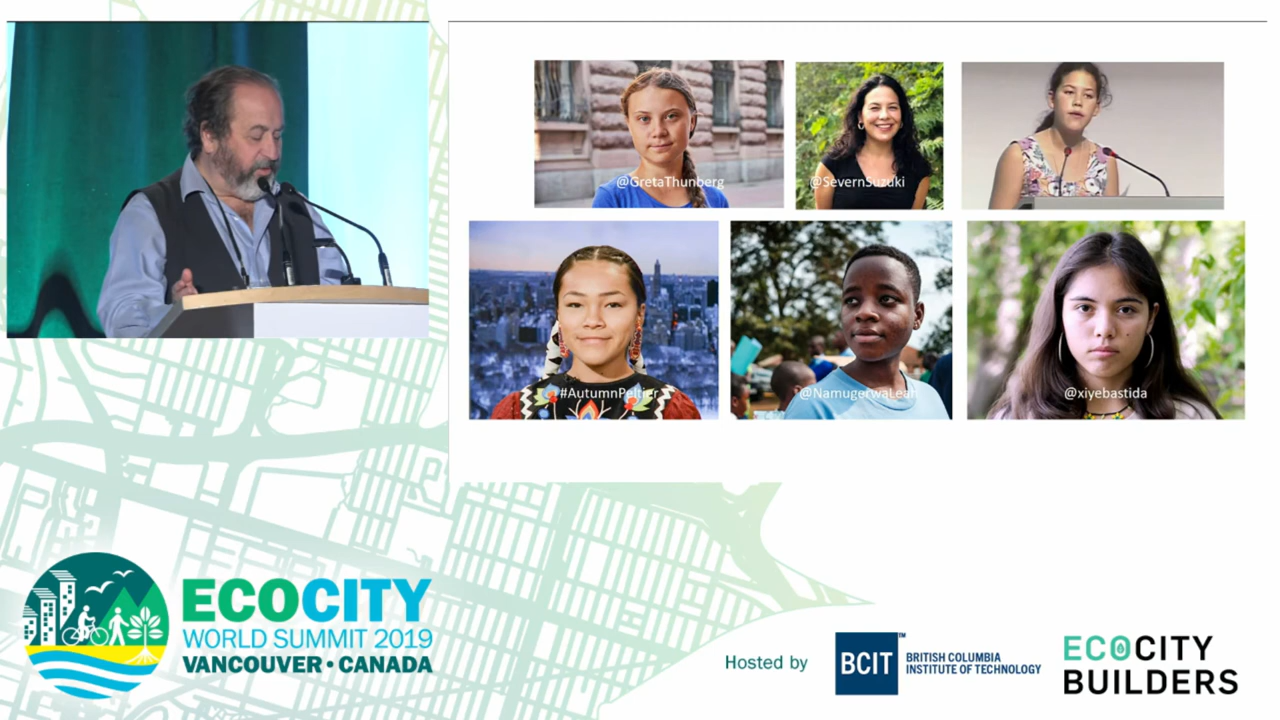 @GretaThunberg
@SevernSuzuki
#AutumnPeltier
@NamugerwaLeah
@xiyebastida
ECOCITY
WORLD SUMMIT 2019
VANCOUVER • CANADA
Hosted by
BCIT™
BRITISH COLUMBIA
INSTITUTE OF TECHNOLOGY
ECOCITY
BUILDERS